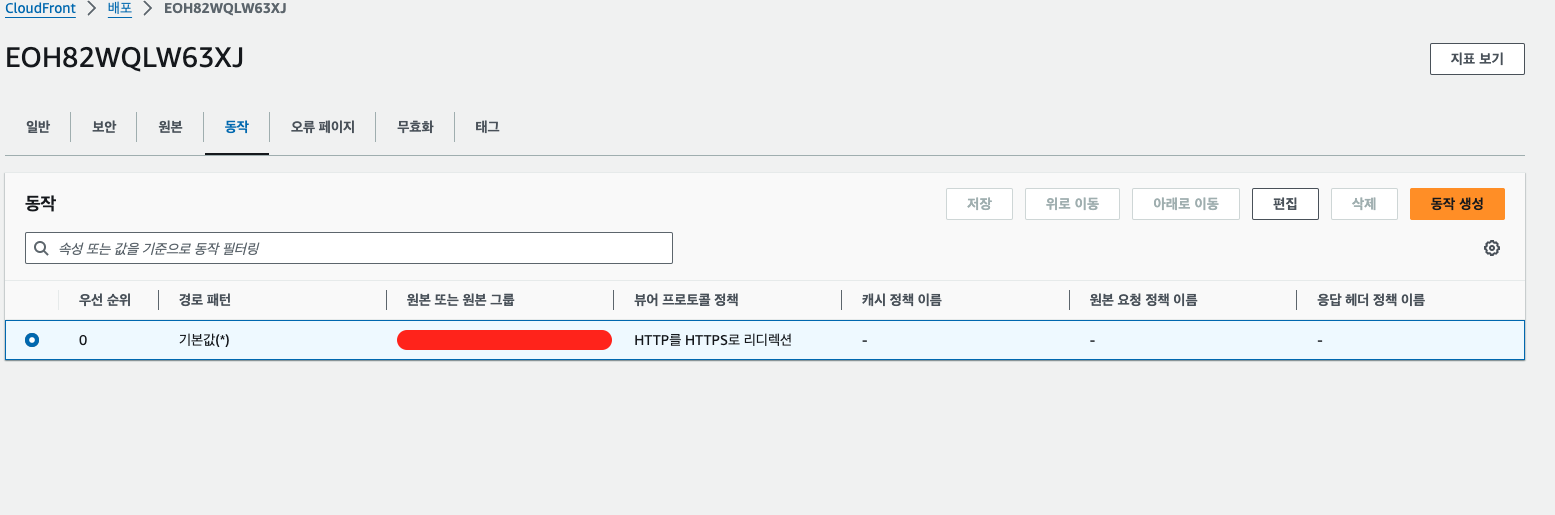 CloudFront > 배포 > EOH82WQLW63XJ
EOH82WQLW63XJ
지표 보기
일반 보안 원본 동작 오류 페이지 무효화 태그
동작
저장 위로 이동 아래로 이동 편집 삭제 동작 생성
속성 또는 값을 기준으로 동작 필터링
우선 순위 경로 패턴 원본 또는 원본 그룹 뷰어 프로토콜 정책 캐시 정책 이름 원본 요청 정책 이름 응답 헤더 정책 이름
0 기본값(*) HTTP를 HTTPS로 리디렉션 - - -